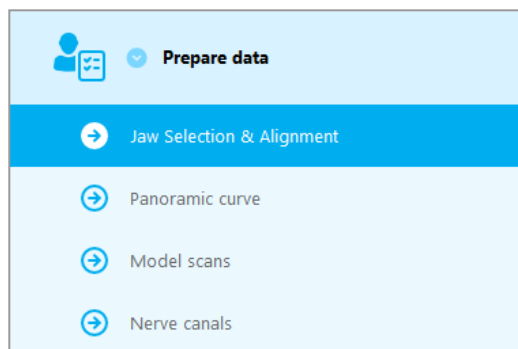 Prepare data
Jaw Selection & Alignment
Panoramic curve
Model scans
Nerve canals